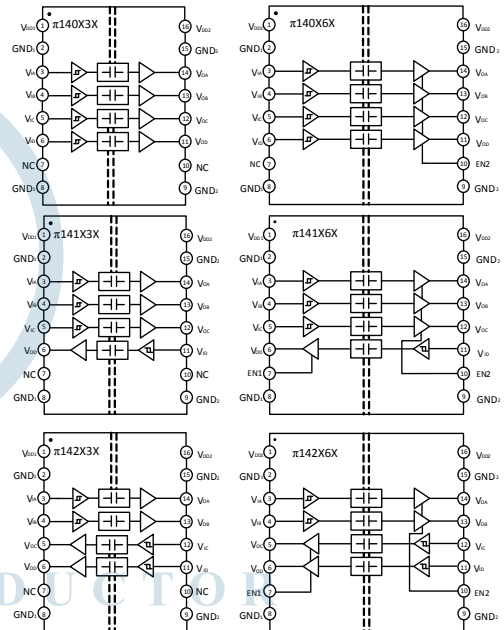 π140X3X
VDD1 1
16 VDD2
GND1 2
15 GND2
VIA 3
14 VOA
VIB 4
13 VOB
VIC 5
12 VOC
VID 6
11 VOD
NC 7
10 NC
GND1 8
9 GND2
π140X6X
VDD1 1
16 VDD2
GND1 2
15 GND2
VIA 3
14 VOA
VIB 4
13 VOB
VIC 5
12 VOC
VID 6
11 VOD
NC 7
10 EN2
GND1 8
9 GND2
π141X3X
VDD1 1
16 VDD2
GND1 2
15 GND2
VIA 3
14 VOA
VIB 4
13 VOB
VIC 5
12 VOC
VOD 6
11 VID
NC 7
10 NC
GND1 8
9 GND2
π141X6X
VDD1 1
16 VDD2
GND1 2
15 GND2
VIA 3
14 VOA
VIB 4
13 VOB
VIC 5
12 VOC
VOD 6
11 VID
EN1 7
10 EN2
GND1 8
9 GND2
π142X3X
VDD1 1
16 VDD2
GND1 2
15 GND2
VIA 3
14 VOA
VIB 4
13 VOB
VOC 5
12 VIC
VOD 6
11 VID
NC 7
10 NC
GND1 8
9 GND2
π142X6X
VDD1 1
16 VDD2
GND1 2
15 GND2
VIA 3
14 VOA
VIB 4
13 VOB
VOC 5
12 VIC
VOD 6
11 VID
EN1 7
10 EN2
GND1 8
9 GND2
DUCTOR